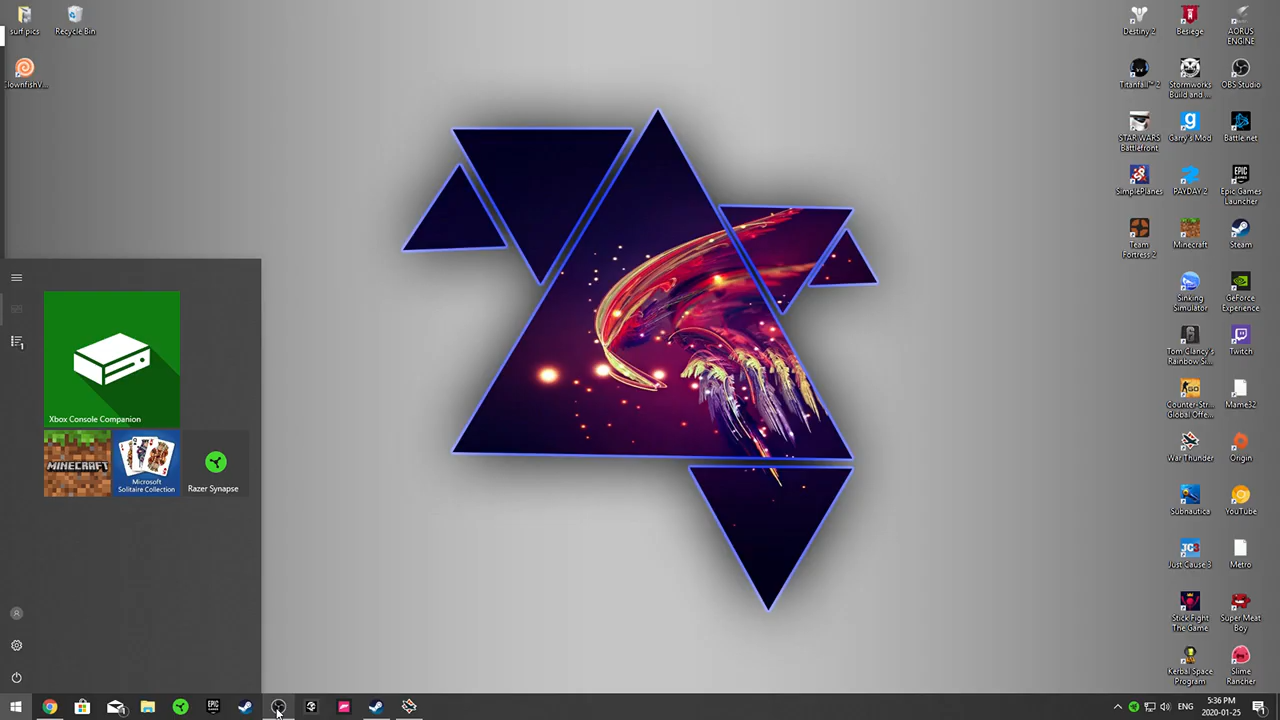 surf pics
Recycle Bin
ClownfishV...
Destiny 2
Besiege
AORUS
ENGINE
Titanfall™ 2
Stormworks
Build and...
OBS Studio
STAR WARS
Battlefront
Garry's Mod
Battle.net
SimplePlanes
PAYDAY 2
Epic Games
Launcher
Team
Fortress 2
Minecraft
Steam
Sinking
Simulator
GeForce
Experience
Tom Clancy's
Rainbow Si...
Twitch
Counter-Str...
Global Offe...
Mame32
War Thunder
Origin
Subnautica
YouTube
Just Cause 3
Metro
Stick Fight
The Game
Super Meat
Boy
Kerbal Space
Program
Slime
Rancher
Xbox Console Companion
MINECRAFT
Microsoft
Solitaire Collection
Razer Synapse
ENG
5:36 PM
2020-01-25